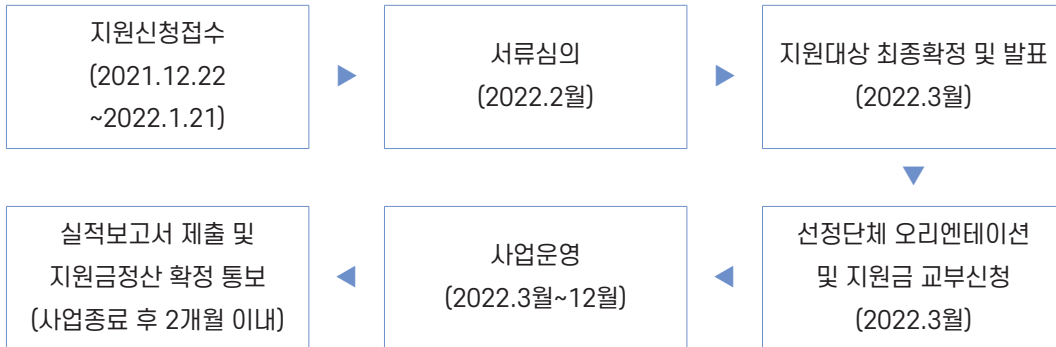 지원신청접수
(2021.12.22
~2022.1.21)
서류심의
(2022.2월)
지원대상 최종확정 및 발표
(2022.3월)
선정단체 오리엔테이션
및 지원금 교부신청
(2022.3월)
사업운영
(2022.3월~12월)
실적보고서 제출 및
지원금정산 확정 통보
(사업종료 후 2개월 이내)